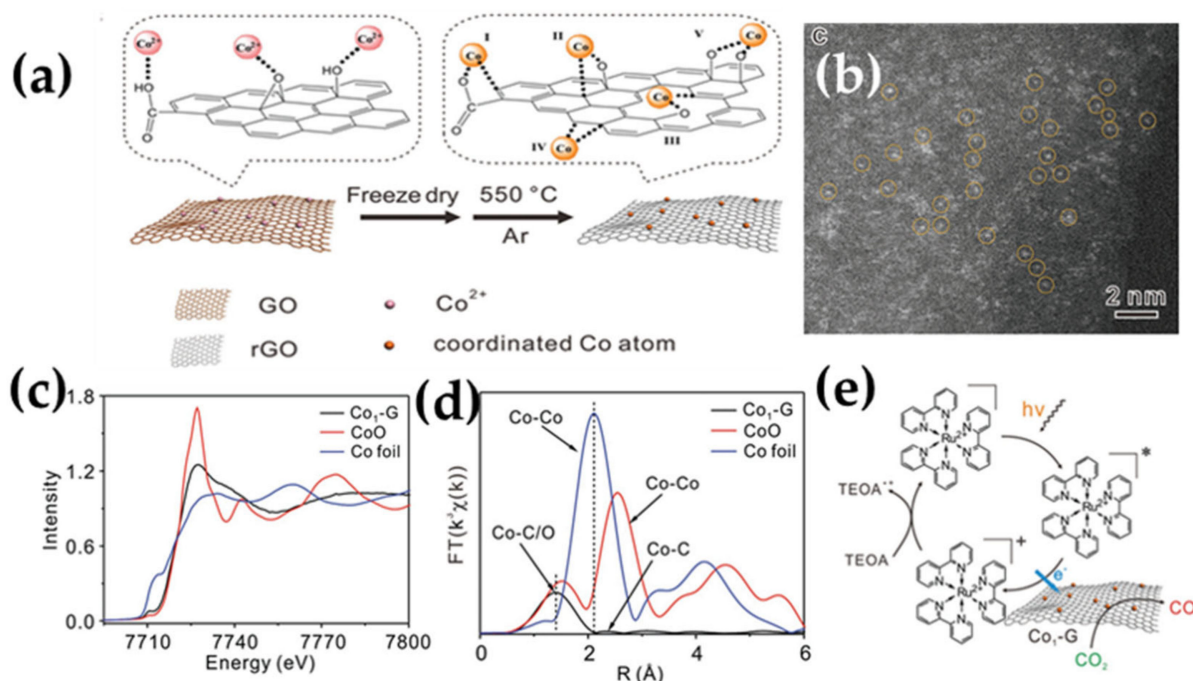 (a)
Co2+
Co2+
Co2+
HO
O
HO
C
O
I
II
V
Co
Co
Co
Co
Co
O
O
O
O
O
C
O
IV
III
Freeze dry
550 °C
Ar
GO
Co2+
rGO
coordinated Co atom
C
(b)
2 nm
(c)
1.8
1.2
0.6
0.0
Intensity
Co1-G
CoO
Co foil
7710
7740
7770
7800
Energy (eV)
(d)
Co-Co
Co1-G
CoO
Co foil
Co-Co
Co-C/O
Co-C
FT(k3χ(k))
0
2
4
6
R (Å)
(e)
N
N
N
Ru2+
N
N
N
hν
*
N
N
N
Ru2+
N
N
N
TEOA•+
TEOA
+
N
N
N
Ru2+
N
N
N
e-
Co1-G
CO
CO2